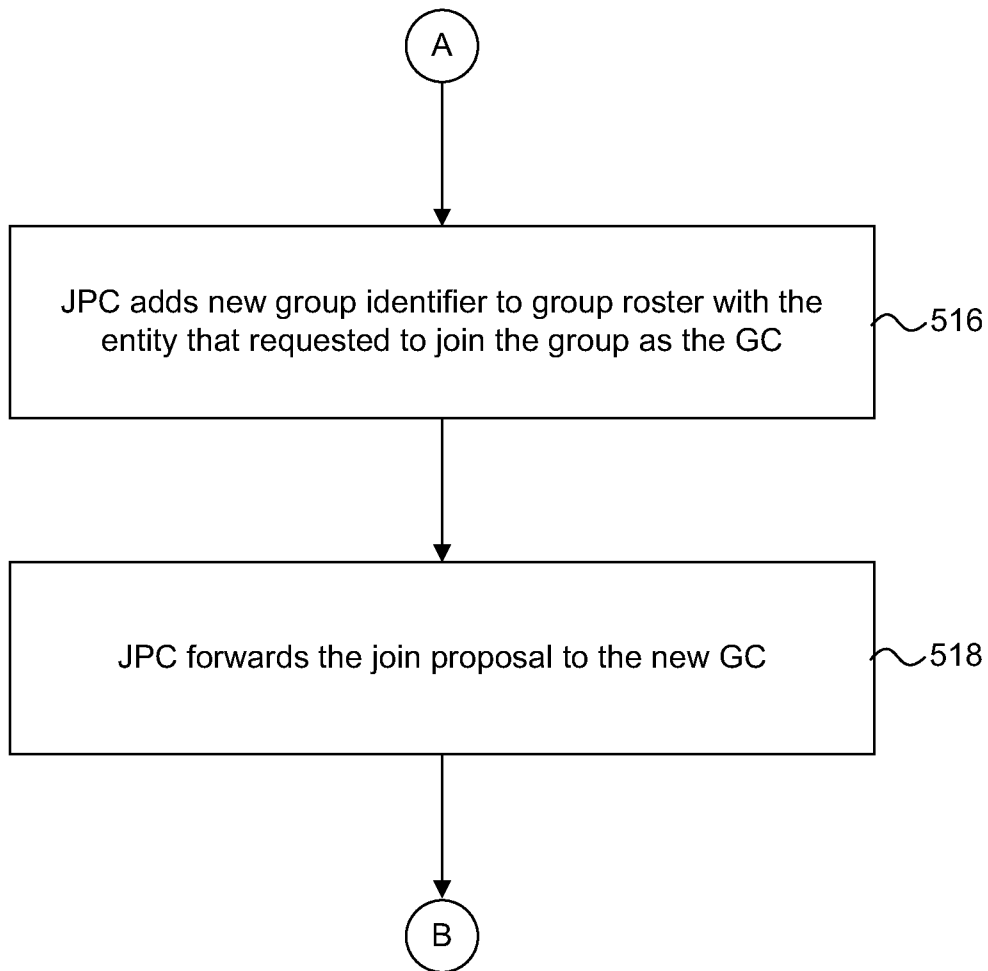 A
JPC adds new group identifier to group roster with the
entity that requested to join the group as the GC
516
JPC forwards the join proposal to the new GC
518
B